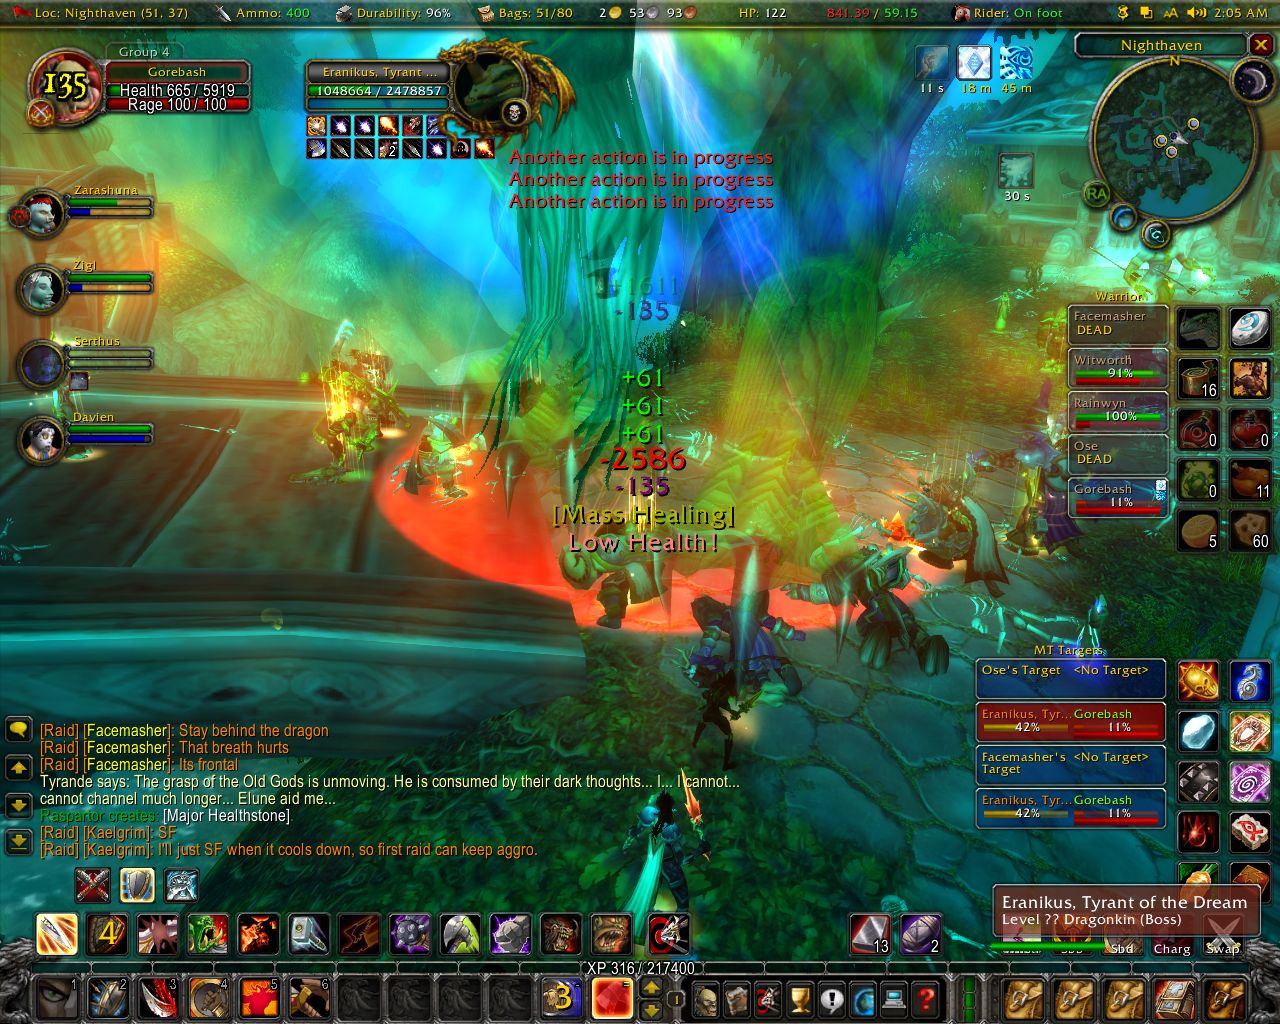 Loc: Nighthaven (51, 37)
Ammo: 400
Durability: 96%
Bags: 51/80
2 53 93
HP: 122
841.39 / 59.15
Rider: On foot
AA
2:05 AM
Group 4
135
Gorebash
Health 665 / 5919
Rage 100 / 100
Eranikus, Tyrant ...
1048664 / 2478857
2
11 s
18 m
45 m
30 s
Nighthaven
N
RA
Another action is in progress
Another action is in progress
Another action is in progress
Zarashuna
Zigl
Serthus
Davien
+1611
-135
+61
+61
+61
-2586
-135
[Mass Healing]
Low Health!
Warrior
Facemasher
DEAD
Witworth
91%
Rainwyn
100%
Ose
DEAD
Gorebash
11%
16
0
0
0
11
5
60
MT Targets
Ose's Target <No Target>
Eranikus, Tyr... Gorebash
42% 11%
Facemasher's <No Target>
Target
Eranikus, Tyr... Gorebash
42% 11%
[Raid] [Facemasher]: Stay behind the dragon
[Raid] [Facemasher]: That breath hurts
[Raid] [Facemasher]: Its frontal
Tyrande says: The grasp of the Old Gods is unmoving. He is consumed by their dark thoughts... I... I cannot...
cannot channel much longer... Elune aid me...
Raspartor creates: [Major Healthstone]
[Raid] [Kaelgrim]: SF
[Raid] [Kaelgrim]: I'll just SF when it cools down, so first raid can keep aggro.
Eranikus, Tyrant of the Dream
Level ?? Dragonkin (Boss)
4
13
2
Sbd
Charg
Swap
XP 316 / 217400
1
2
3
4
5
6
3
=
1